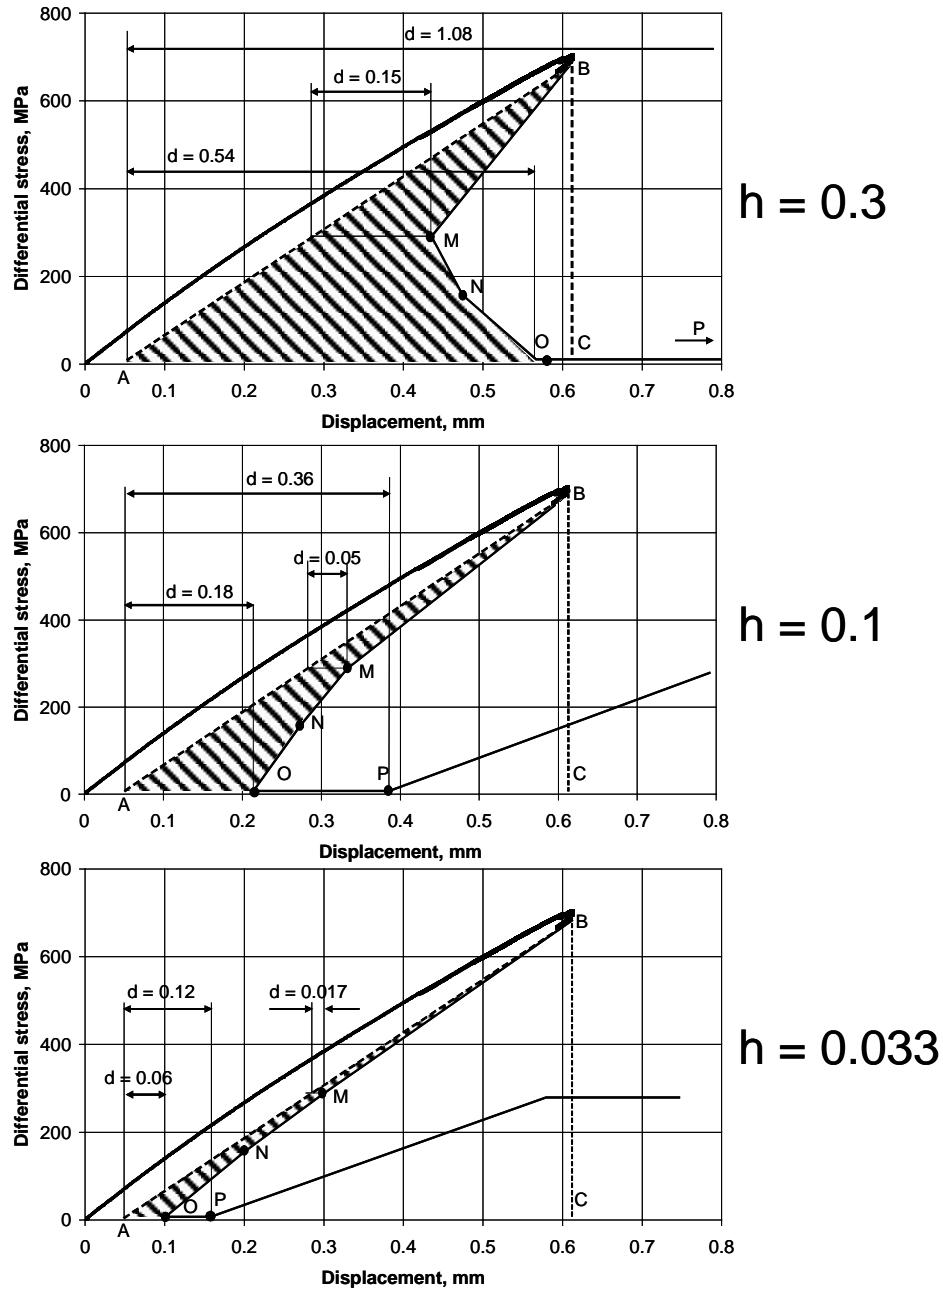 800
d = 1.08
B
d = 0.15
600
Differential stress, MPa
d = 0.54
400
h = 0.3
M
200
N
P
O
C
0
A
0 0.1 0.2 0.3 0.4 0.5 0.6 0.7 0.8
Displacement, mm
800
d = 0.36
B
600
Differential stress, MPa
d = 0.05
d = 0.18
400
h = 0.1
M
200
N
O
P
C
0
A
0 0.1 0.2 0.3 0.4 0.5 0.6 0.7 0.8
Displacement, mm
800
B
600
Differential stress, MPa
d = 0.12
d = 0.017
400
h = 0.033
d = 0.06
M
200
N
O
P
C
0
A
0 0.1 0.2 0.3 0.4 0.5 0.6 0.7 0.8
Displacement, mm